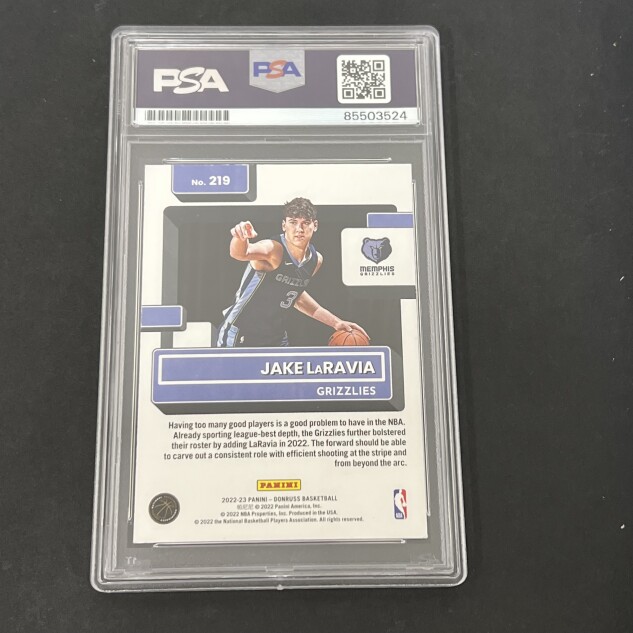 PSA
PSA
85503524
No. 219
GRIZZLIES
3
MEMPHIS
GRIZZLIES
JAKE LaRAVIA
GRIZZLIES
Having too many good players is a good problem to have in the NBA.
Already sporting league-best depth, the Grizzlies further bolstered
their roster by adding LaRavia in 2022. The forward should be able
to carve out a consistent role with efficient shooting at the stripe and
from beyond the arc.
PANINI
2022-23 PANINI – DONRUSS BASKETBALL
© 2022 Panini America, Inc.
© 2022 NBA Properties, Inc. Produced in the USA.
© 2022 the National Basketball Players Association. All rights reserved.
NBA